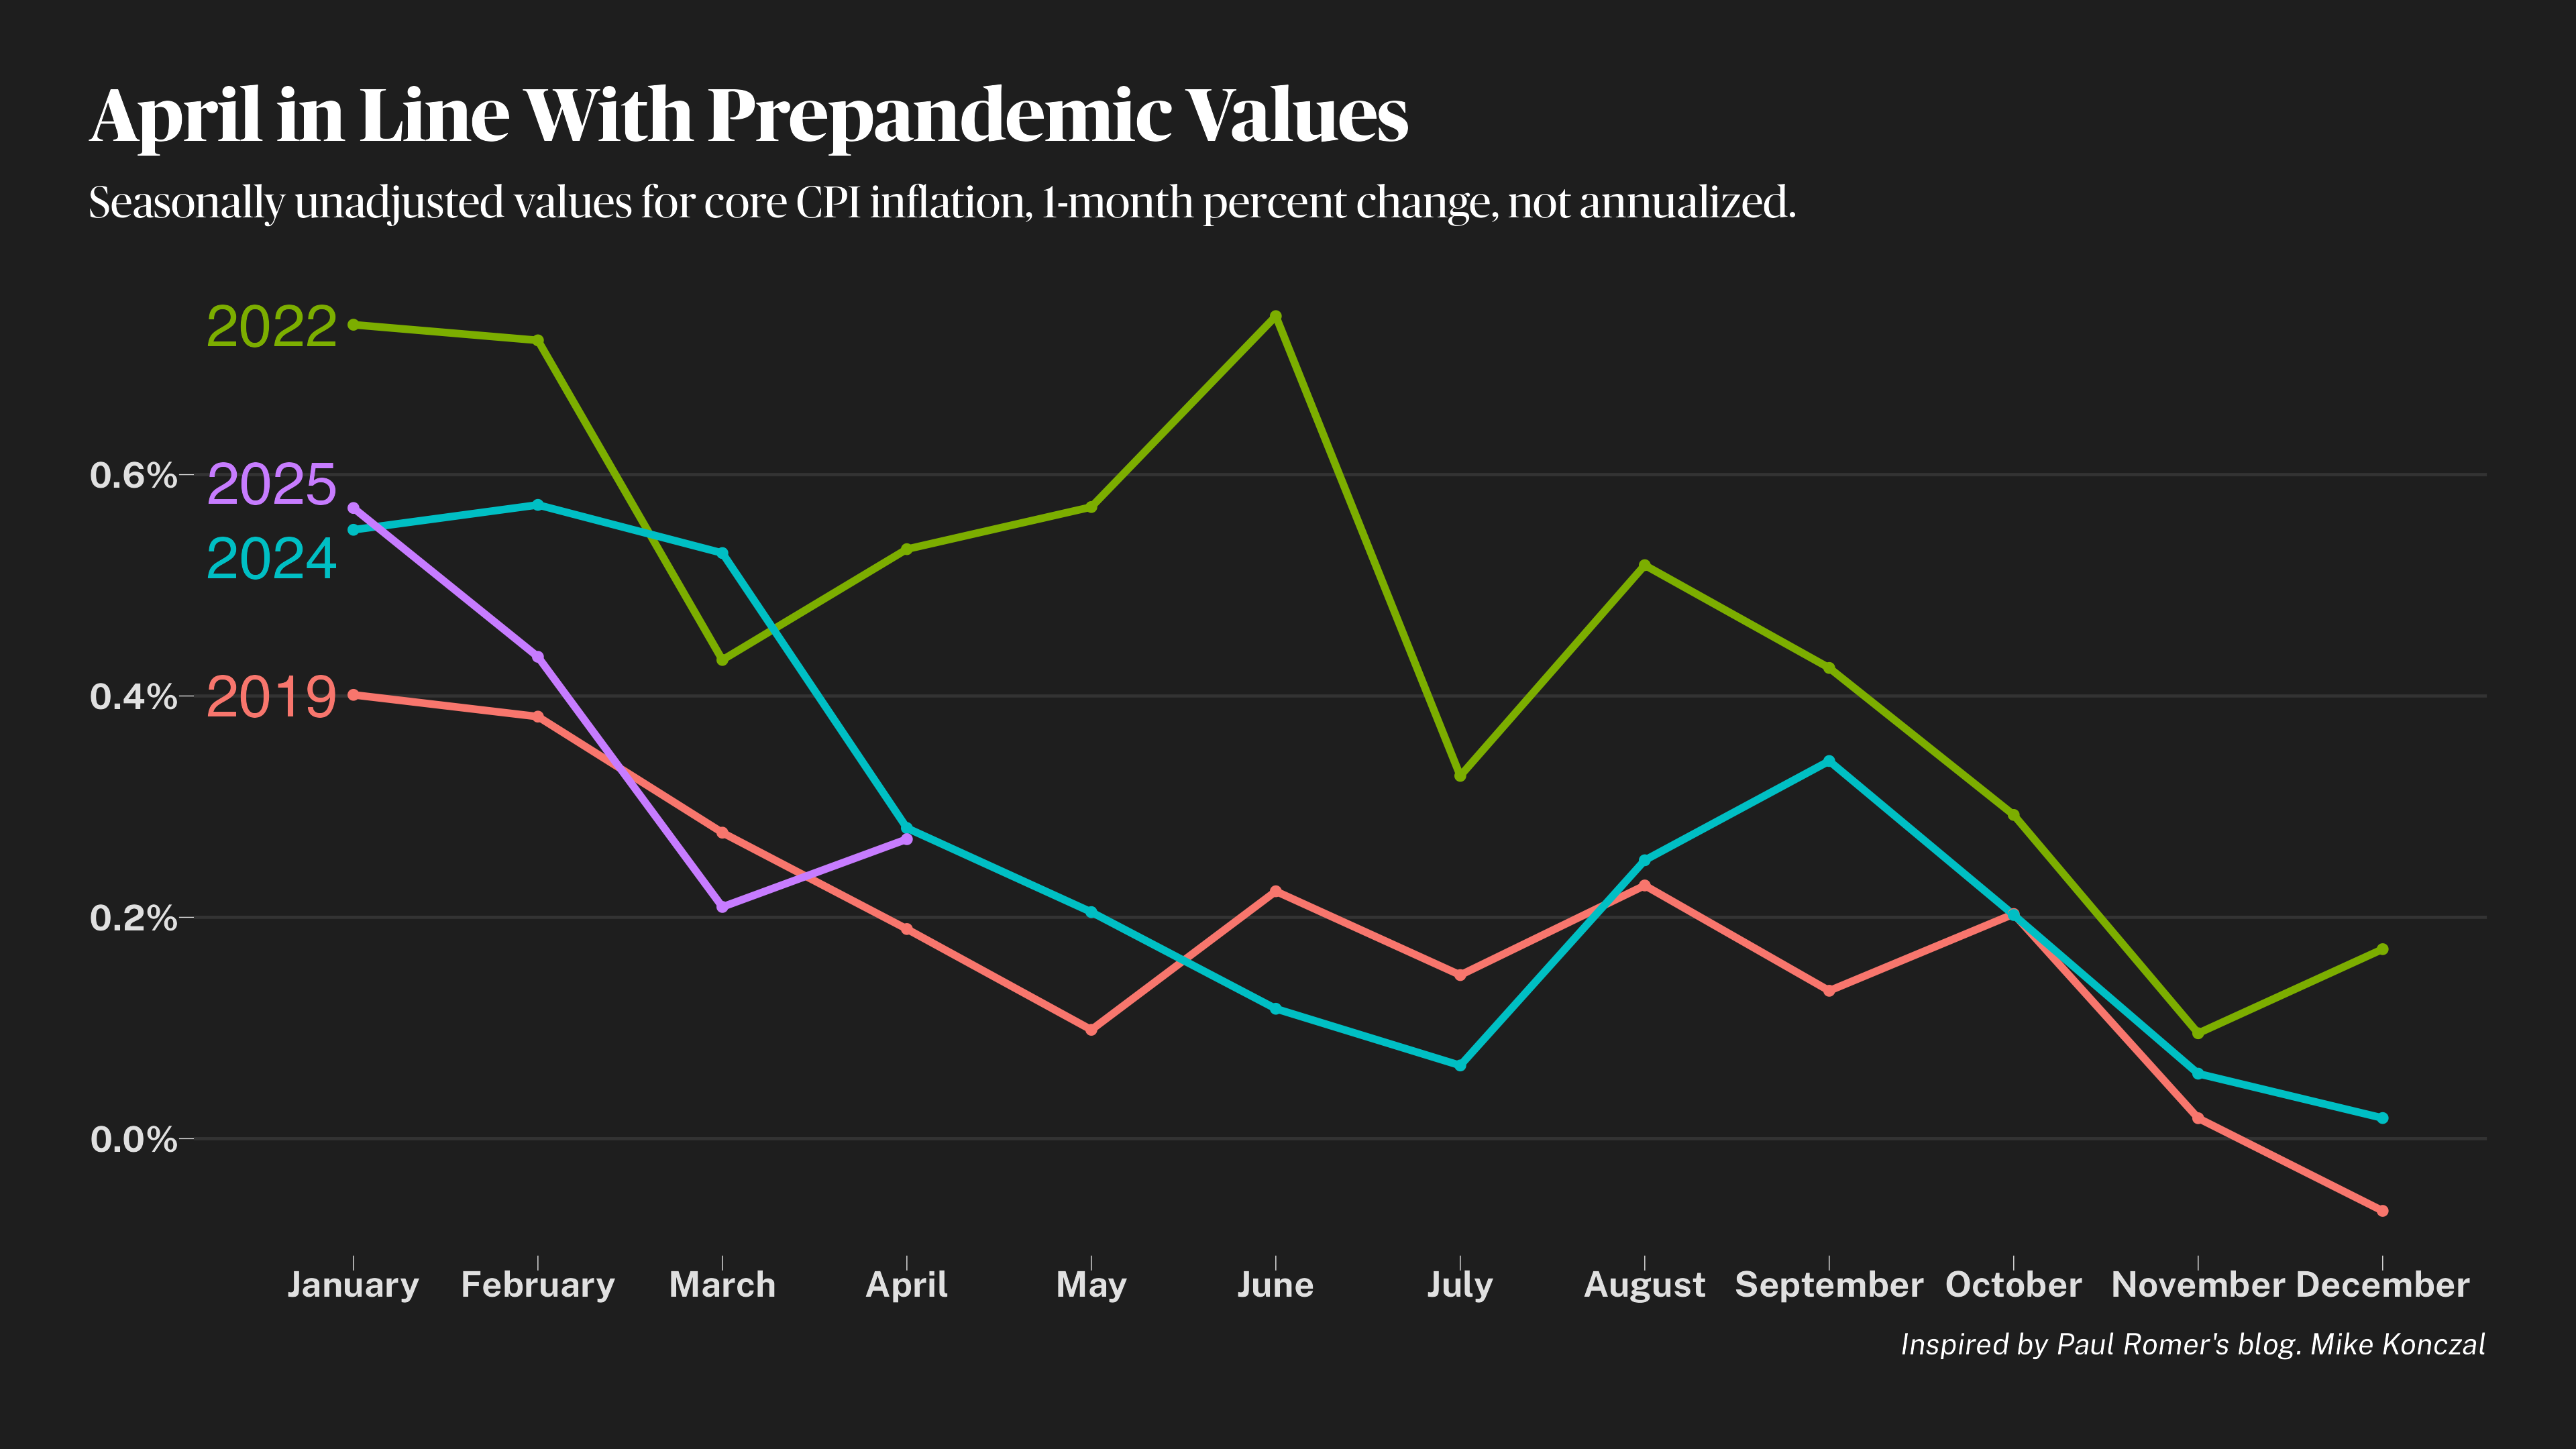 April in Line With Prepandemic Values
Seasonally unadjusted values for core CPI inflation, 1-month percent change, not annualized.
2022
0.6%
2025
2024
0.4%
2019
0.2%
0.0%
January February March April May June July August September October November December
Inspired by Paul Romer's blog. Mike Konczal